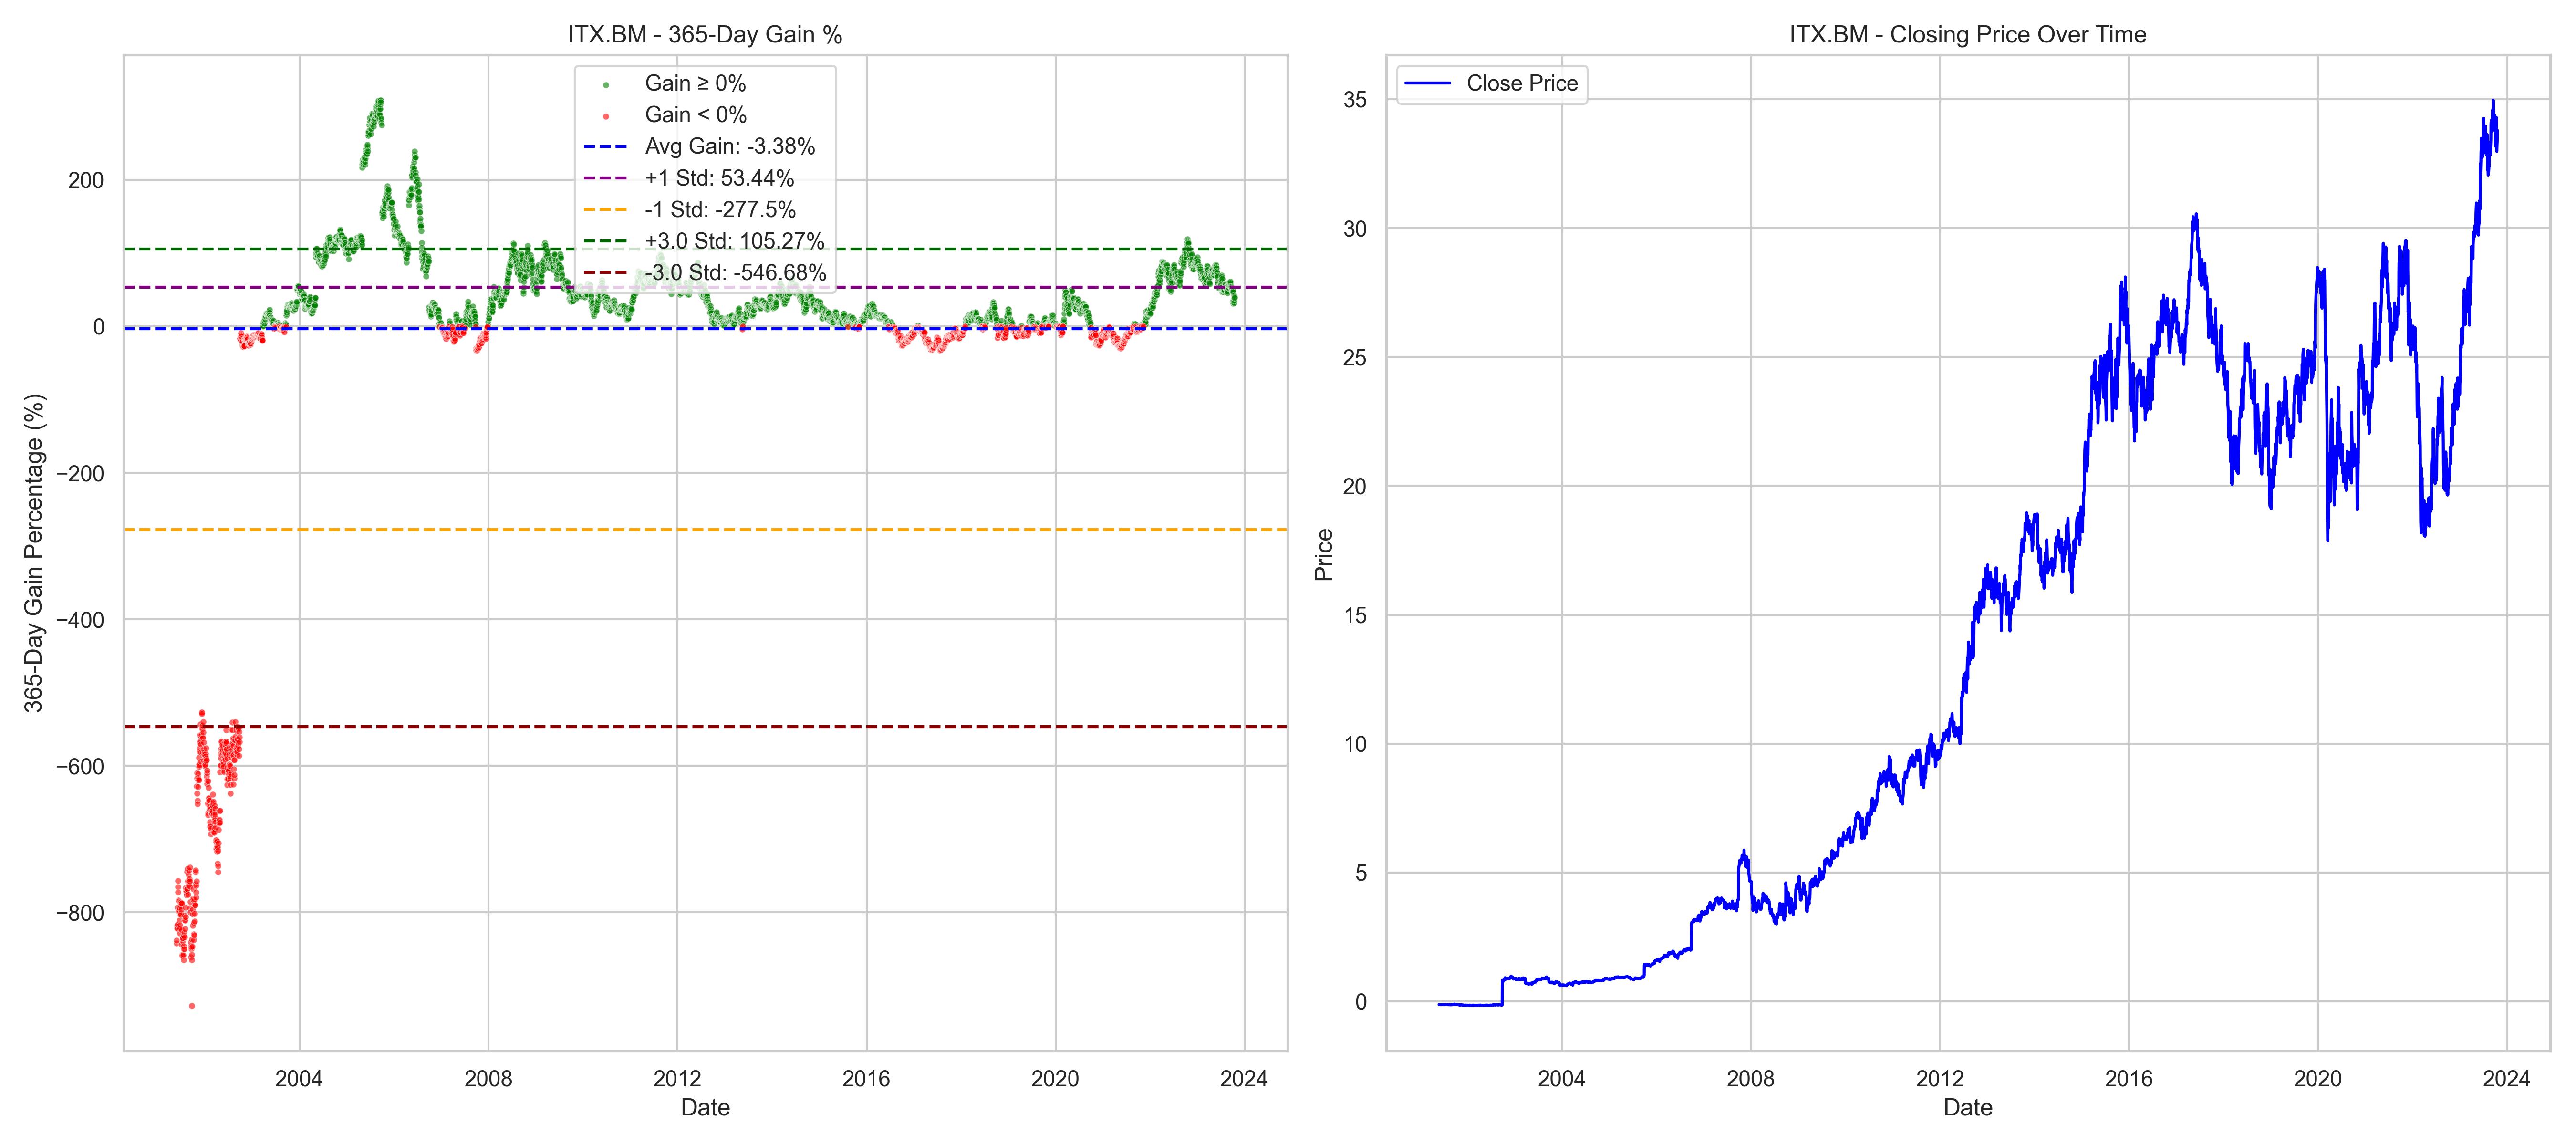 ITX.BM - 365-Day Gain %
Gain ≥ 0%
Gain < 0%
Avg Gain: -3.38%
+1 Std: 53.44%
-1 Std: -277.5%
+3.0 Std: 105.27%
-3.0 Std: -546.68%
365-Day Gain Percentage (%)
200
0
−200
−400
−600
−800
2004 2008 2012 2016 2020 2024
Date
ITX.BM - Closing Price Over Time
Close Price
Price
35
30
25
20
15
10
5
0
2004 2008 2012 2016 2020 2024
Date